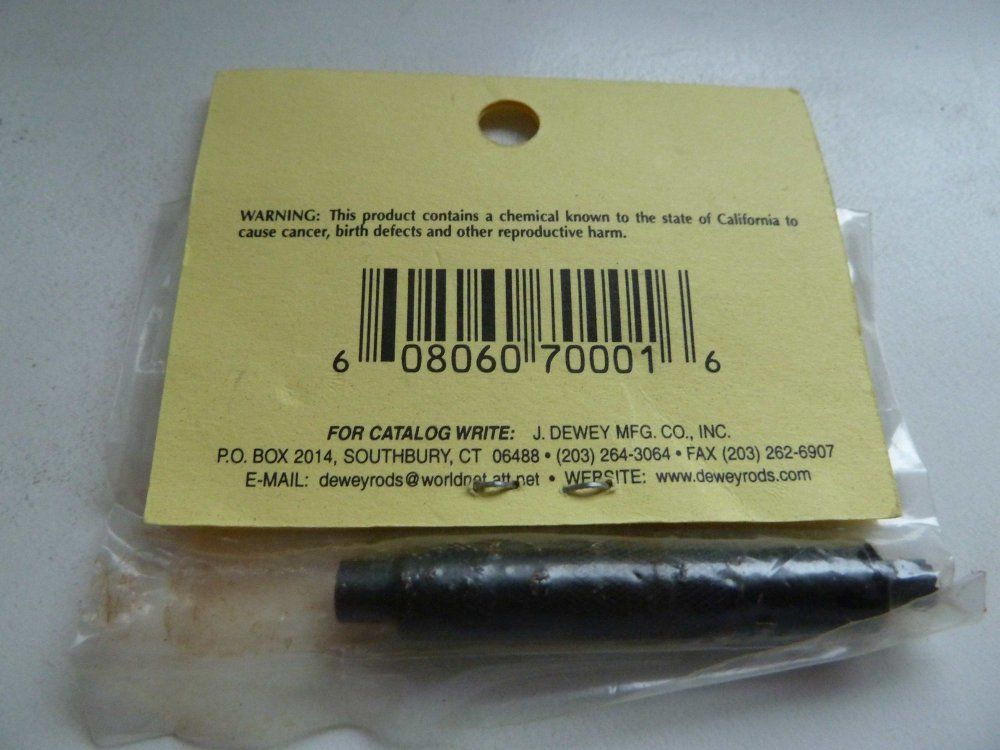 WARNING: This product contains a chemical known to the state of California to
cause cancer, birth defects and other reproductive harm.
6 08060 70001 6
FOR CATALOG WRITE: J. DEWEY MFG. CO., INC.
P.O. BOX 2014, SOUTHBURY, CT 06488 • (203) 264-3064 • FAX (203) 262-6907
E-MAIL: deweyrods@worldnet.att.net • WEBSITE: www.deweyrods.com